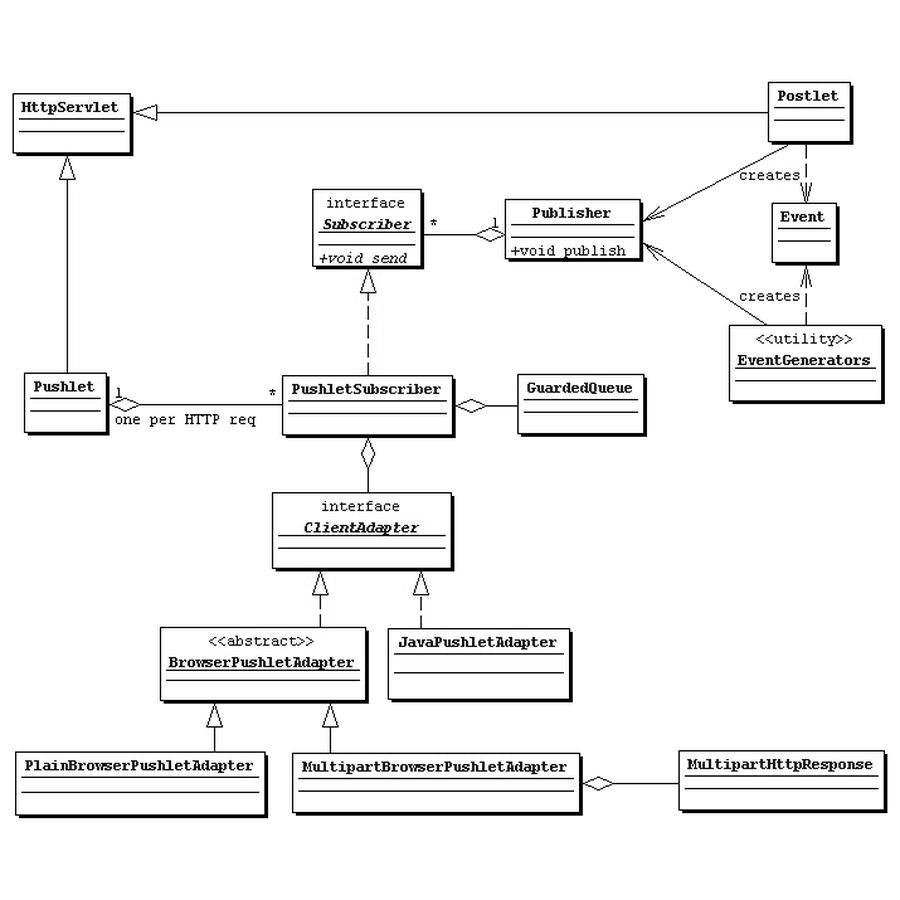 Postlet
HttpServlet
creates
interface
Subscriber
+void send
*
1
Publisher
+void publish
Event
creates
<<utility>>
EventGenerators
Pushlet
1
*
one per HTTP req
PushletSubscriber
GuardedQueue
interface
ClientAdapter
<<abstract>>
BrowserPushletAdapter
JavaPushletAdapter
PlainBrowserPushletAdapter
MultipartBrowserPushletAdapter
MultipartHttpResponse